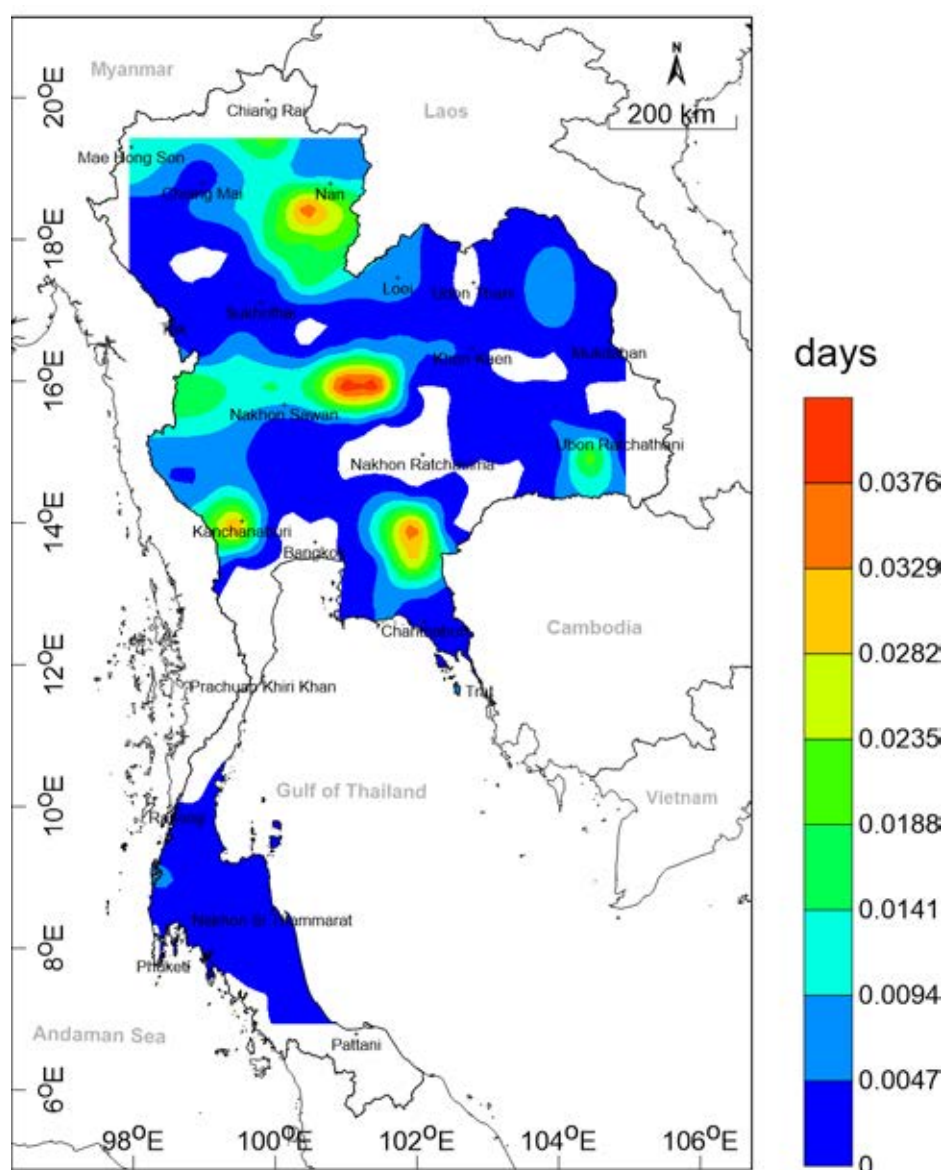 Myanmar
N
20°E
Chiang Rai
Laos
200 km
Mae Hong Son
Chiang Mai
Nan
18°E
Loei
Udon Thani
Sukhothai
Tak
days
Khon Kaen
Mukdahan
16°E
Nakhon Sawan
Ubon Ratchathani
Nakhon Ratchasima
0.0376
14°E
Kanchanaburi
Bangkok
0.0329
Chanthaburi
Cambodia
0.0282
12°E
Prachuap Khiri Khan
Trat
0.0235
10°E
Gulf of Thailand
Vietnam
Ranong
0.0188
0.0141
Nakhon Si Thammarat
8°E
Phuket
0.0094
Andaman Sea
Pattani
0.0047
6°E
98°E 100°E 102°E 104°E 106°E
0